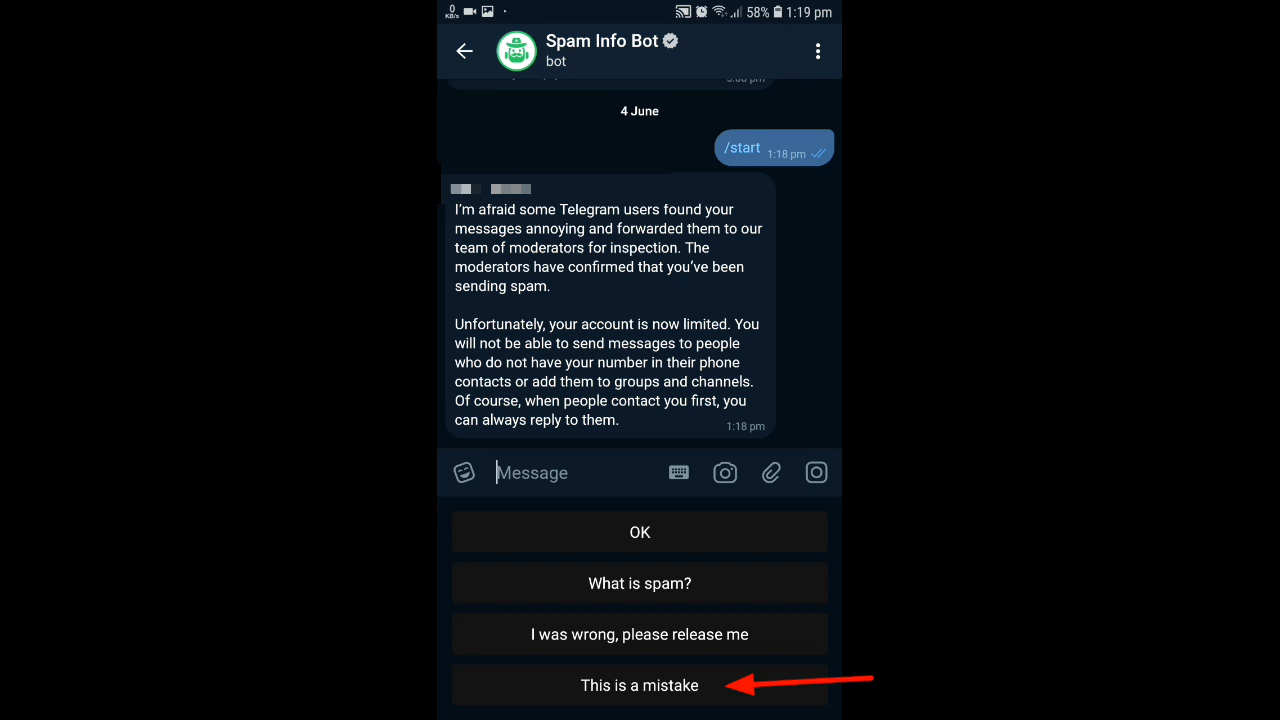 0
KB/s
58%
1:19 pm
Spam Info Bot
bot
4 June
/start
1:18 pm
I'm afraid some Telegram users found your
messages annoying and forwarded them to our
team of moderators for inspection. The
moderators have confirmed that you've been
sending spam.
Unfortunately, your account is now limited. You
will not be able to send messages to people
who do not have your number in their phone
contacts or add them to groups and channels.
Of course, when people contact you first, you
can always reply to them.
1:18 pm
Message
OK
What is spam?
I was wrong, please release me
This is a mistake